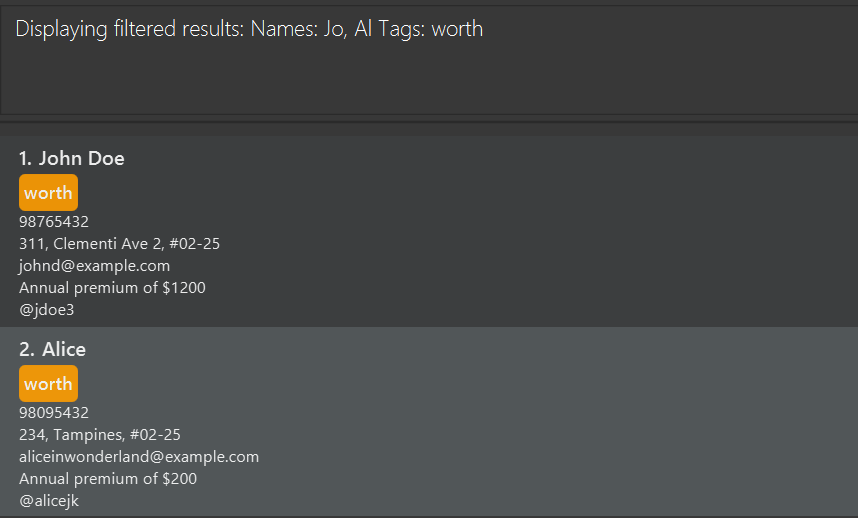 Displaying filtered results: Names: Jo, Al Tags: worth
1. John Doe
worth
98765432
311, Clementi Ave 2, #02-25
johnd@example.com
Annual premium of $1200
@jdoe3
2. Alice
worth
98095432
234, Tampines, #02-25
aliceinwonderland@example.com
Annual premium of $200
@alicejk